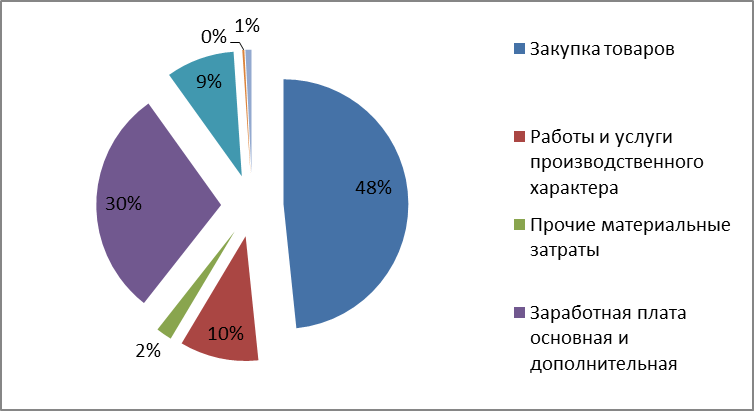 1%
0%
9%
48%
30%
10%
2%
Закупка товаров
Работы и услуги
производственного
характера
Прочие материальные
затраты
Заработная плата
основная и
дополнительная